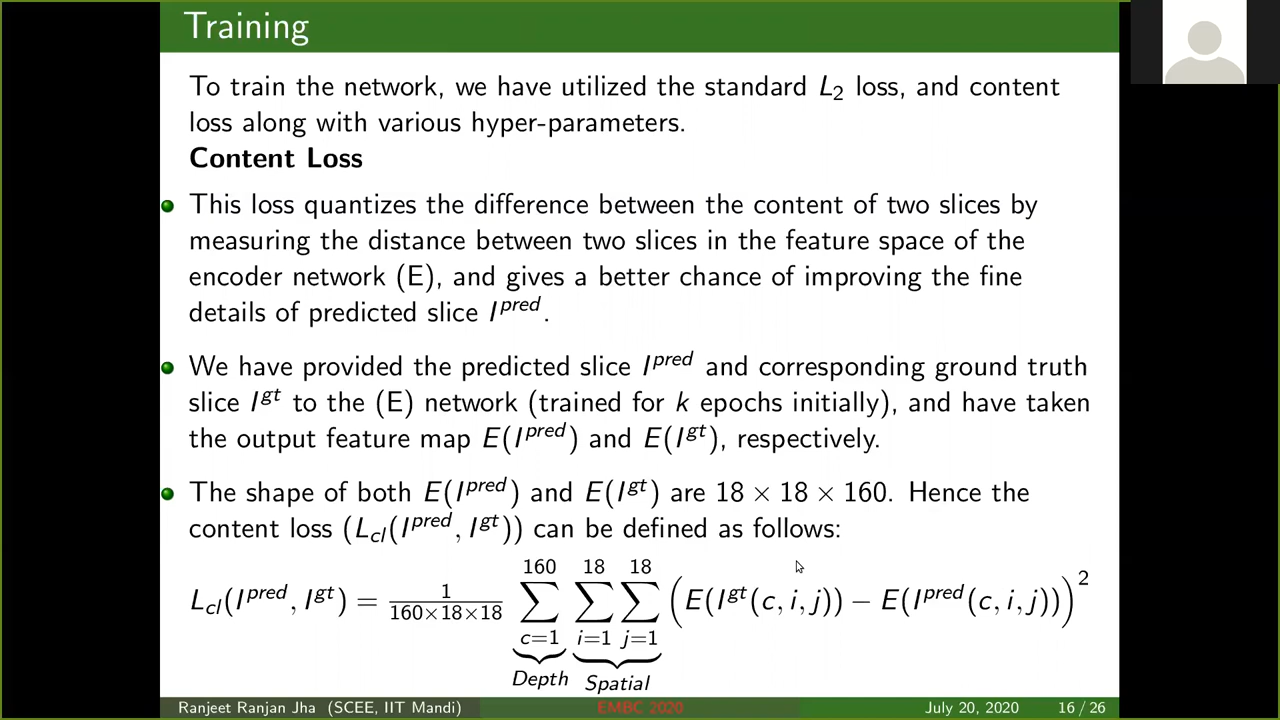 Training
To train the network, we have utilized the standard L₂ loss, and content
loss along with various hyper-parameters.
Content Loss
This loss quantizes the difference between the content of two slices by
measuring the distance between two slices in the feature space of the
encoder network (E), and gives a better chance of improving the fine
details of predicted slice I^pred.
We have provided the predicted slice I^pred and corresponding ground truth
slice I^gt to the (E) network (trained for k epochs initially), and have taken
the output feature map E(I^pred) and E(I^gt), respectively.
The shape of both E(I^pred) and E(I^gt) are 18 × 18 × 160. Hence the
content loss (L_cl(I^pred, I^gt)) can be defined as follows:
L_cl(I^pred, I^gt) = 1/(160×18×18) ∑_{c=1}^{160} ∑_{i=1}^{18} ∑_{j=1}^{18} (E(I^gt(c, i, j)) − E(I^pred(c, i, j)))^2
Depth Spatial
Ranjeet Ranjan Jha (SCEE, IIT Mandi) EMBC 2020 July 20, 2020 16 / 26